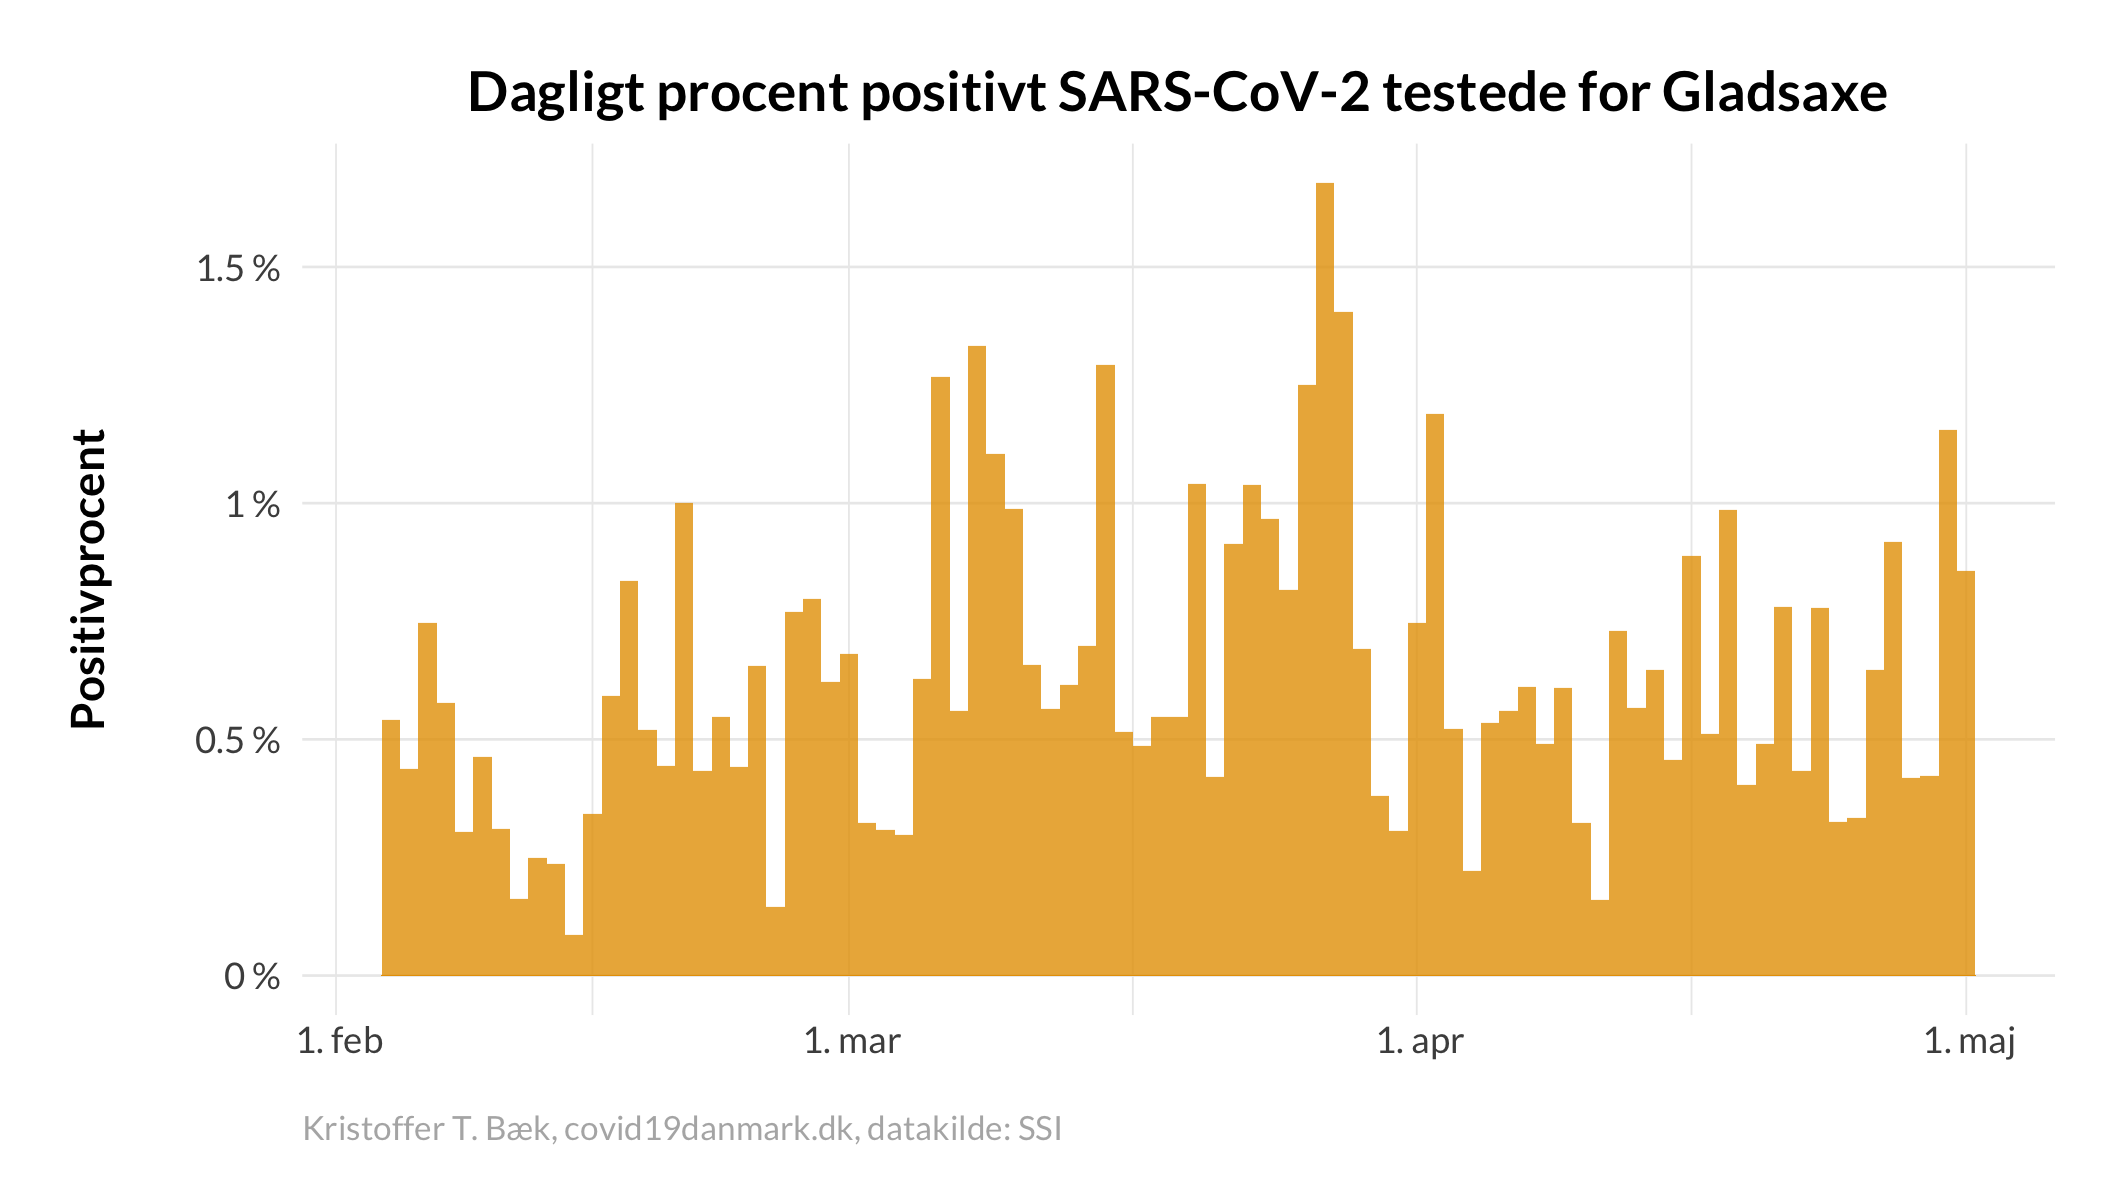 Dagligt procent positivt SARS-CoV-2 testede for Gladsaxe
Positivprocent
1.5 %
1 %
0.5 %
0 %
1. feb
1. mar
1. apr
1. maj
Kristoffer T. Bæk, covid19danmark.dk, datakilde: SSI